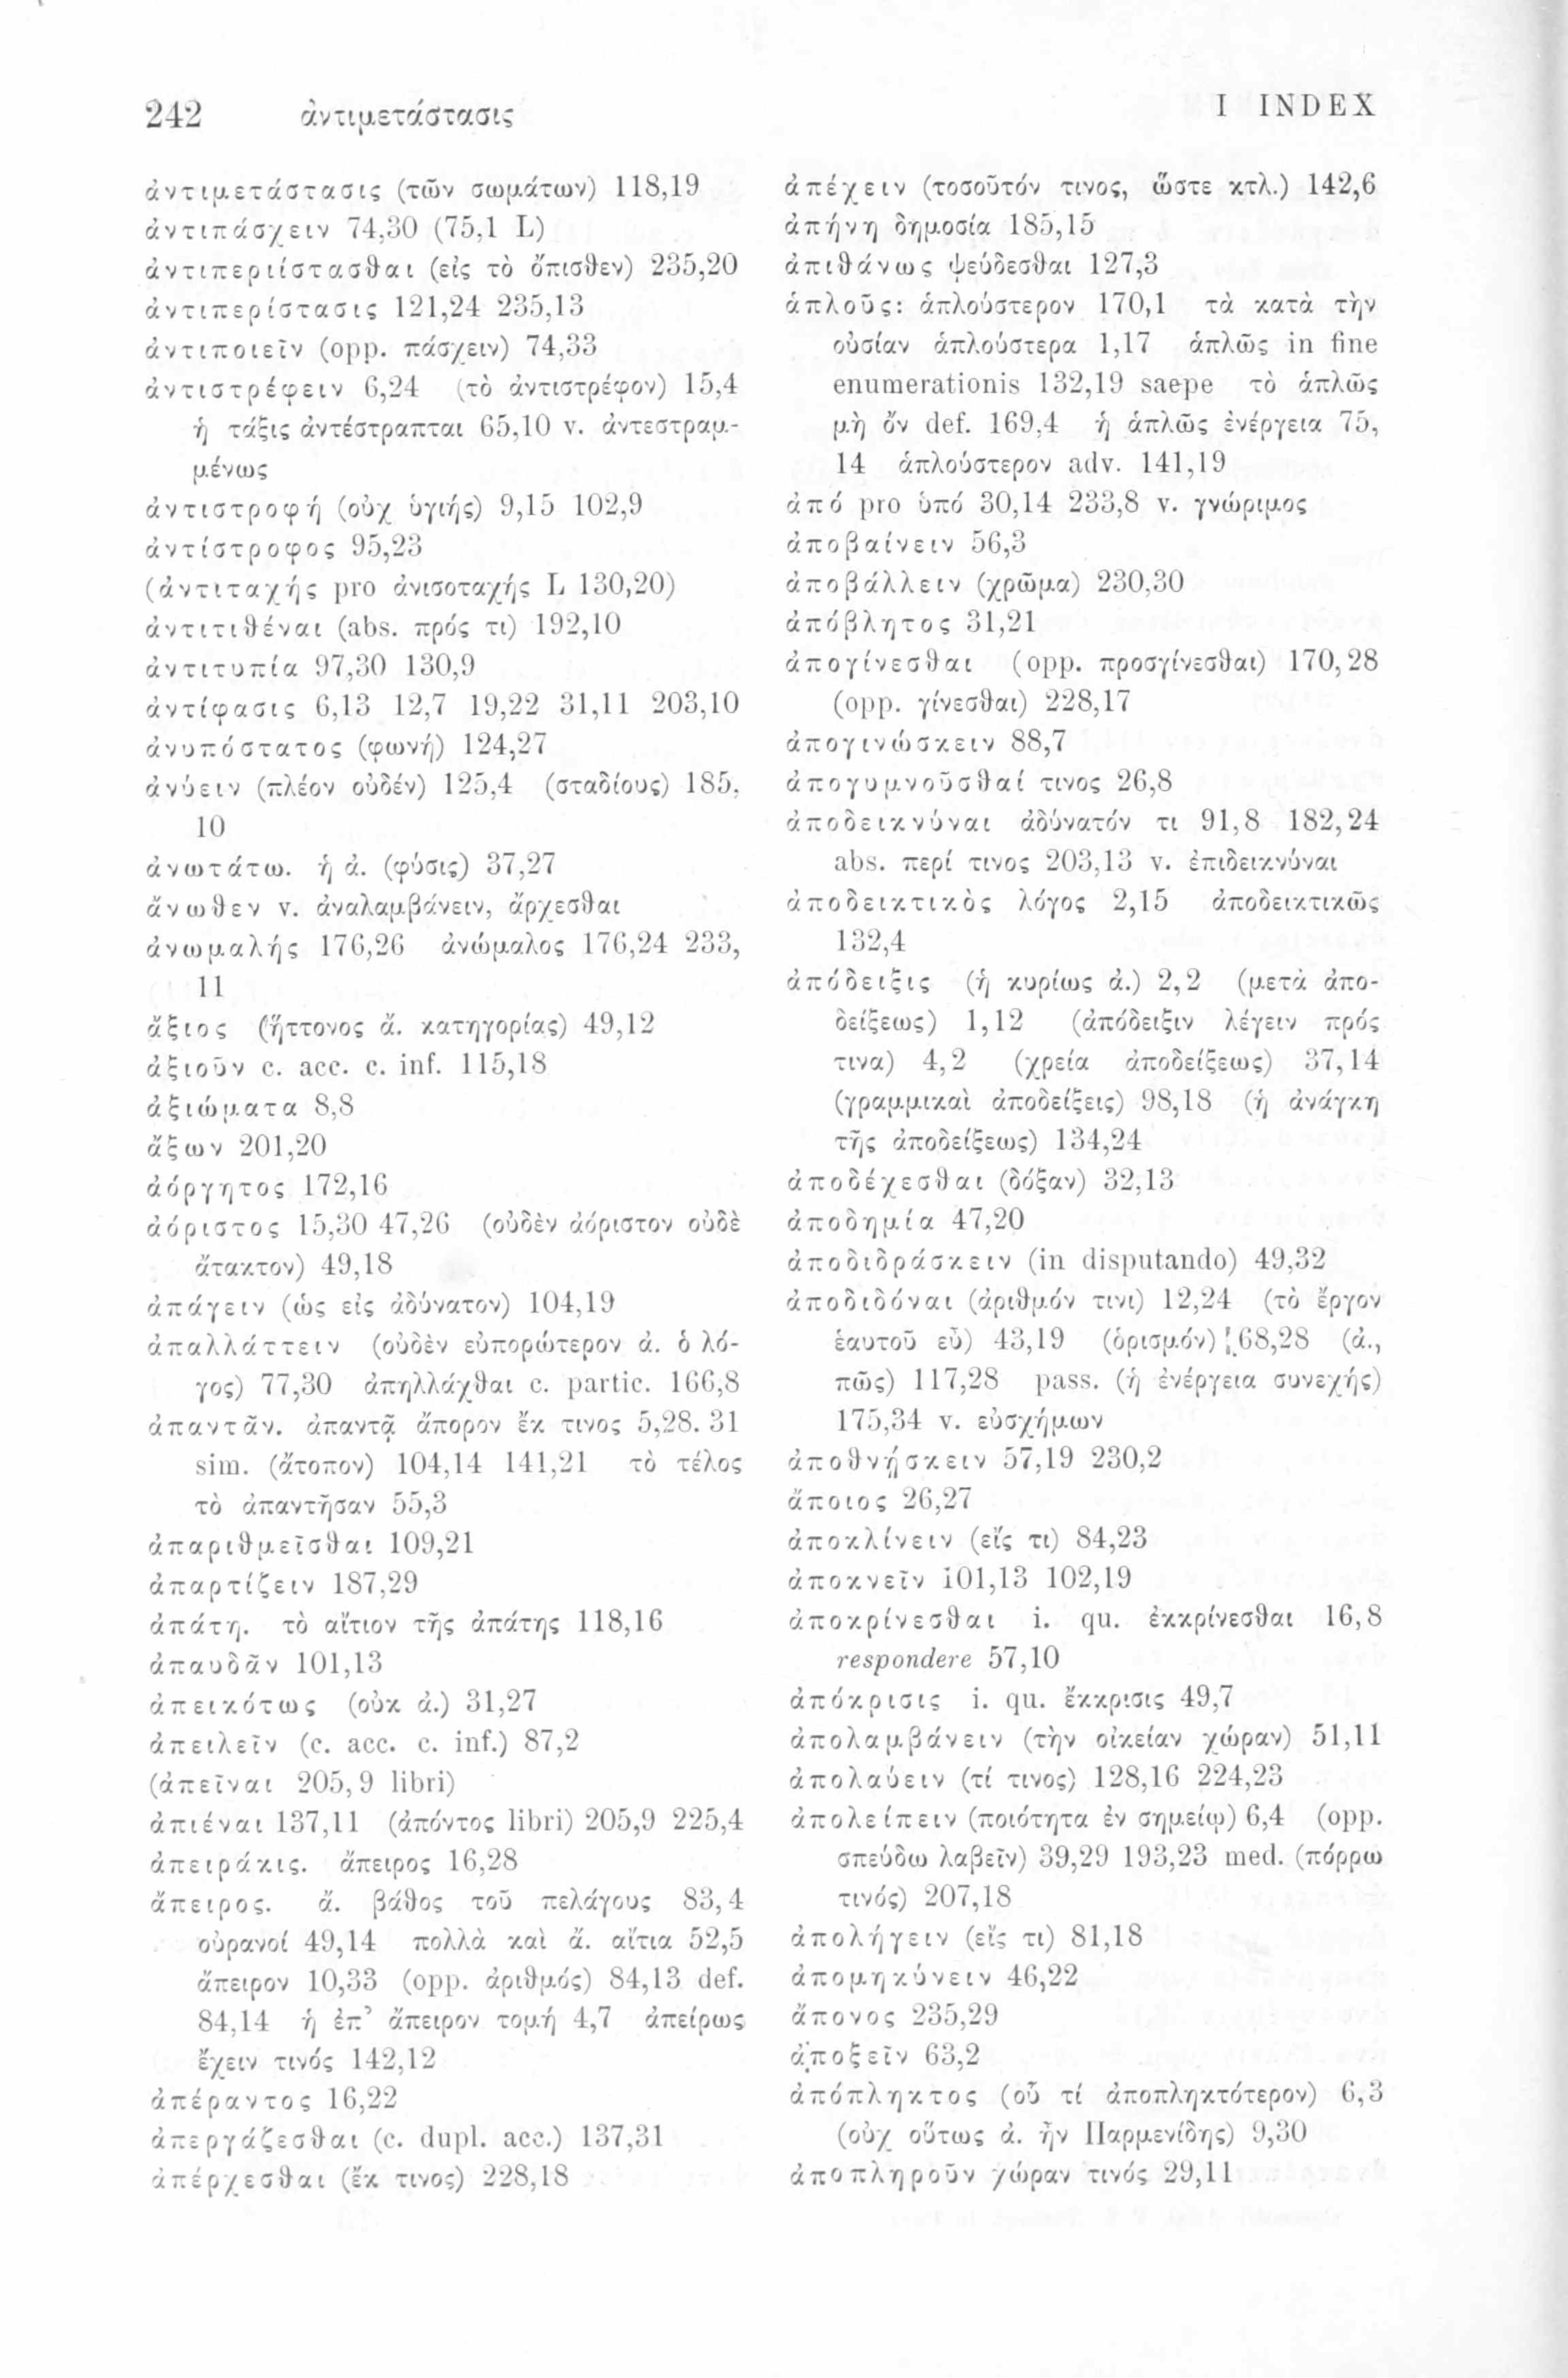 242 ἀντιμετάστασις
I INDEX
ἀντιμετάστασις (τῶν σωμάτων) 118,19
ἀντιπάσχειν 74,30 (75,1 L)
ἀντιπεριίστασθαι (εἰς τὸ ὄπισθεν) 235,20
ἀντιπερίστασις 121,24 235,13
ἀντιποιεῖν (opp. πάσχειν) 74,33
ἀντιστρέφειν 6,24 (τὸ ἀντιστρέφον) 15,4
ἡ τάξις ἀντέστραπται 65,10 v. ἀντεστραμ-
μένως
ἀντιστροφή (οὐχ ὑγιής) 9,15 102,9
ἀντίστροφος 95,23
(ἀντιταχής pro ἀνισοταχής L 130,20)
ἀντιτιθέναι (abs. πρός τι) 192,10
ἀντιτυπία 97,30 130,9
ἀντίφασις 6,13 12,7 19,22 31,11 203,10
ἀνυπόστατος (φωνή) 124,27
ἀνύειν (πλέον οὐδέν) 125,4 (σταδίους) 185,
10
ἀνωτάτω. ἡ ἀ. (φύσις) 37,27
ἄνωθεν v. ἀναλαμβάνειν, ἄρχεσθαι
ἀνωμαλής 176,26 ἀνώμαλος 176,24 233,
11
ἄξιος (ἥττονος ἄ. κατηγορίας) 49,12
ἀξιοῦν c. acc. c. inf. 115,18
ἀξιώματα 8,8
ἄξων 201,20
ἀόργητος 172,16
ἀόριστος 15,30 47,26 (οὐδὲν ἀόριστον οὐδὲ
ἄτακτον) 49,18
ἀπάγειν (ὡς εἰς ἀδύνατον) 104,19
ἀπαλλάττειν (οὐδὲν εὐπορώτερον ἀ. ὁ λό-
γος) 77,30 ἀπηλλάχθαι c. partic. 166,8
ἀπαντᾶν. ἀπαντᾷ ἄπορον ἔκ τινος 5,28. 31
sim. (ἄτοπον) 104,14 141,21 τὸ τέλος
τὸ ἀπαντῆσαν 55,3
ἀπαριθμεῖσθαι 109,21
ἀπαρτίζειν 187,29
ἀπάτη. τὸ αἴτιον τῆς ἀπάτης 118,16
ἀπαυδᾶν 101,13
ἀπεικότως (οὐκ ἀ.) 31,27
ἀπειλεῖν (c. acc. c. inf.) 87,2
(ἀπεῖναι 205,9 libri)
ἀπιέναι 137,11 (ἀπόντος libri) 205,9 225,4
ἀπειράκις. ἄπειρος 16,28
ἄπειρος. ἄ. βάθος τοῦ πελάγους 83,4
οὐρανοί 49,14 πολλὰ καὶ ἄ. αἴτια 52,5
ἄπειρον 10,33 (opp. ἀριθμός) 84,13 def.
84,14 ἡ ἐπ’ ἄπειρον τομή 4,7 ἀπείρως
ἔχειν τινός 142,12
ἀπέραντος 16,22
ἀπεργάζεσθαι (c. dupl. acc.) 137,31
ἀπέρχεσθαι (ἔκ τινος) 228,18
ἀπέχειν (τοσοῦτόν τινος, ὥστε κτλ.) 142,6
ἀπήνη δημοσία 185,15
ἀπιθάνως ψεύδεσθαι 127,3
ἁπλοῦς: ἁπλούστερον 170,1 τὰ κατὰ τὴν
οὐσίαν ἁπλούστερα 1,17 ἁπλῶς in fine
enumerationis 132,19 saepe τὸ ἁπλῶς
μὴ ὄν def. 169,4 ἡ ἁπλῶς ἐνέργεια 75,
14 ἁπλούστερον adv. 141,19
ἀπό pro ὑπό 30,14 233,8 v. γνώριμος
ἀποβαίνειν 56,3
ἀποβάλλειν (χρῶμα) 230,30
ἀπόβλητος 31,21
ἀπογίνεσθαι (opp. προσγίνεσθαι) 170,28
(opp. γίνεσθαι) 228,17
ἀπογινώσκειν 88,7
ἀπογυμνοῦσθαί τινος 26,8
ἀποδεικνύναι ἀδύνατόν τι 91,8 182,24
abs. περί τινος 203,13 v. ἐπιδεικνύναι
ἀποδεικτικὸς λόγος 2,15 ἀποδεικτικῶς
132,4
ἀπόδειξις (ἡ κυρίως ἀ.) 2,2 (μετὰ ἀπο-
δείξεως) 1,12 (ἀπόδειξιν λέγειν πρός
τινα) 4,2 (χρεία ἀποδείξεως) 37,14
(γραμμικαὶ ἀποδείξεις) 98,18 (ἡ ἀνάγκη
τῆς ἀποδείξεως) 134,24
ἀποδέχεσθαι (δόξαν) 32,13
ἀποδημία 47,20
ἀποδιδράσκειν (in disputando) 49,32
ἀποδιδόναι (ἀριθμόν τινι) 12,24 (τὸ ἔργον
ἑαυτοῦ εὖ) 43,19 (ὁρισμόν) 68,28 (ἀ.,
πῶς) 117,28 pass. (ἡ ἐνέργεια συνεχής)
175,34 v. εὐσχήμων
ἀποθνῄσκειν 57,19 230,2
ἄποιος 26,27
ἀποκλίνειν (εἴς τι) 84,23
ἀποκνεῖν 101,13 102,19
ἀποκρίνεσθαι i. qu. ἐκκρίνεσθαι 16,8
respondere 57,10
ἀπόκρισις i. qu. ἔκκρισις 49,7
ἀπολαμβάνειν (τὴν οἰκείαν χώραν) 51,11
ἀπολαύειν (τί τινος) 128,16 224,23
ἀπολείπειν (ποιότητα ἐν σημείῳ) 6,4 (opp.
σπεύδω λαβεῖν) 39,29 193,23 med. (πόρρω
τινός) 207,18
ἀπολήγειν (εἴς τι) 81,18
ἀπομηκύνειν 46,22
ἄπονος 235,29
ἀποξεῖν 63,2
ἀπόπληκτος (οὗ τί ἀποπληκτότερον) 6,3
(οὐχ οὕτως ἀ. ἦν Παρμενίδης) 9,30
ἀποπληροῦν χώραν τινός 29,11